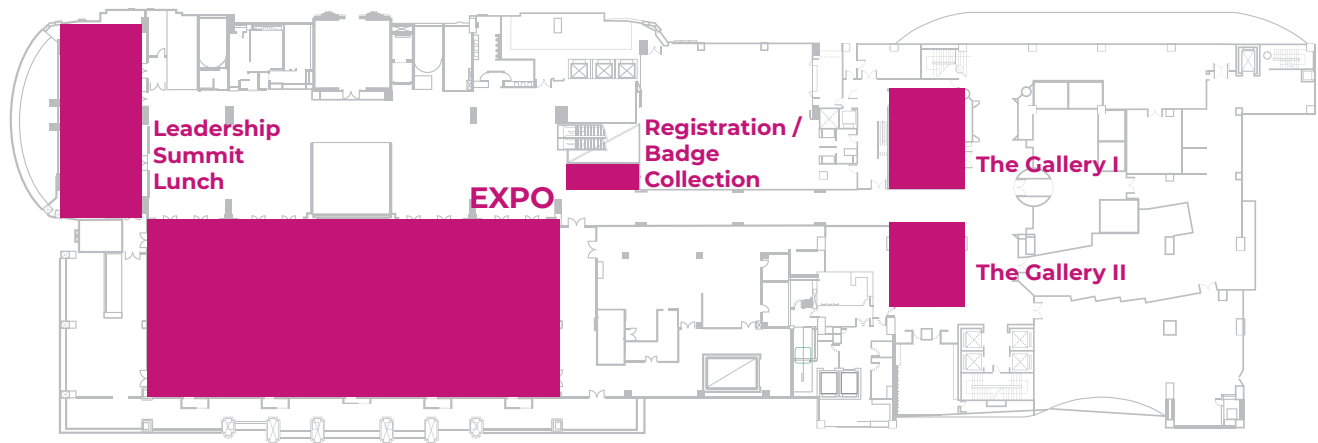 Leadership
Summit
Lunch
EXPO
Registration /
Badge
Collection
The Gallery I
The Gallery II